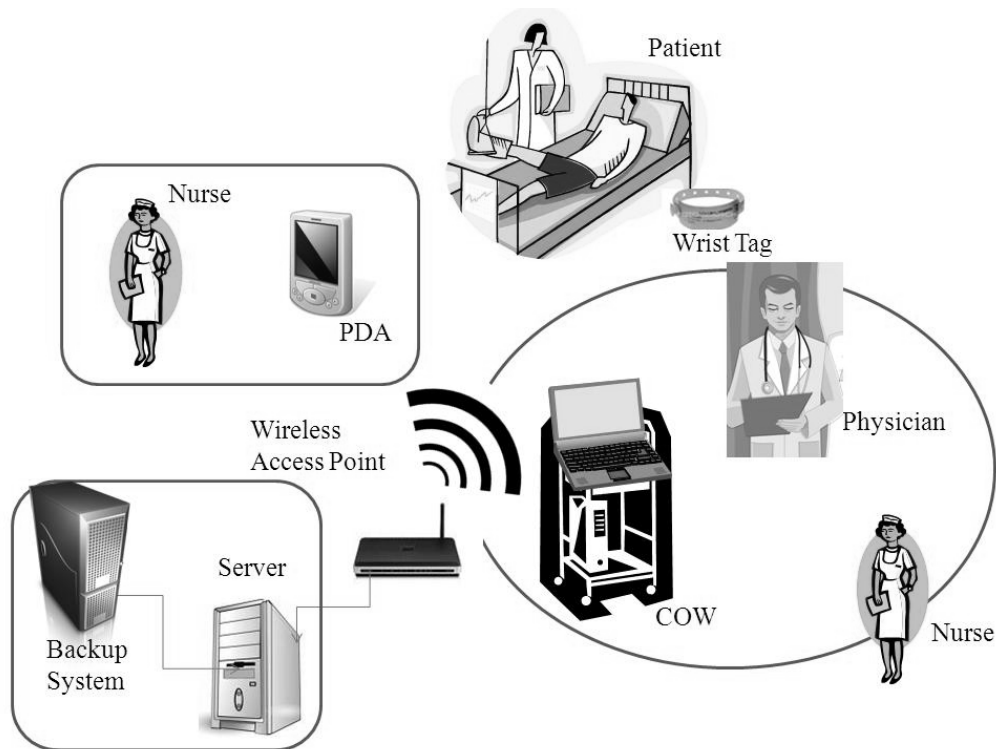 Patient
Nurse
Wrist Tag
PDA
Physician
Wireless
Access Point
Server
COW
Nurse
Backup
System